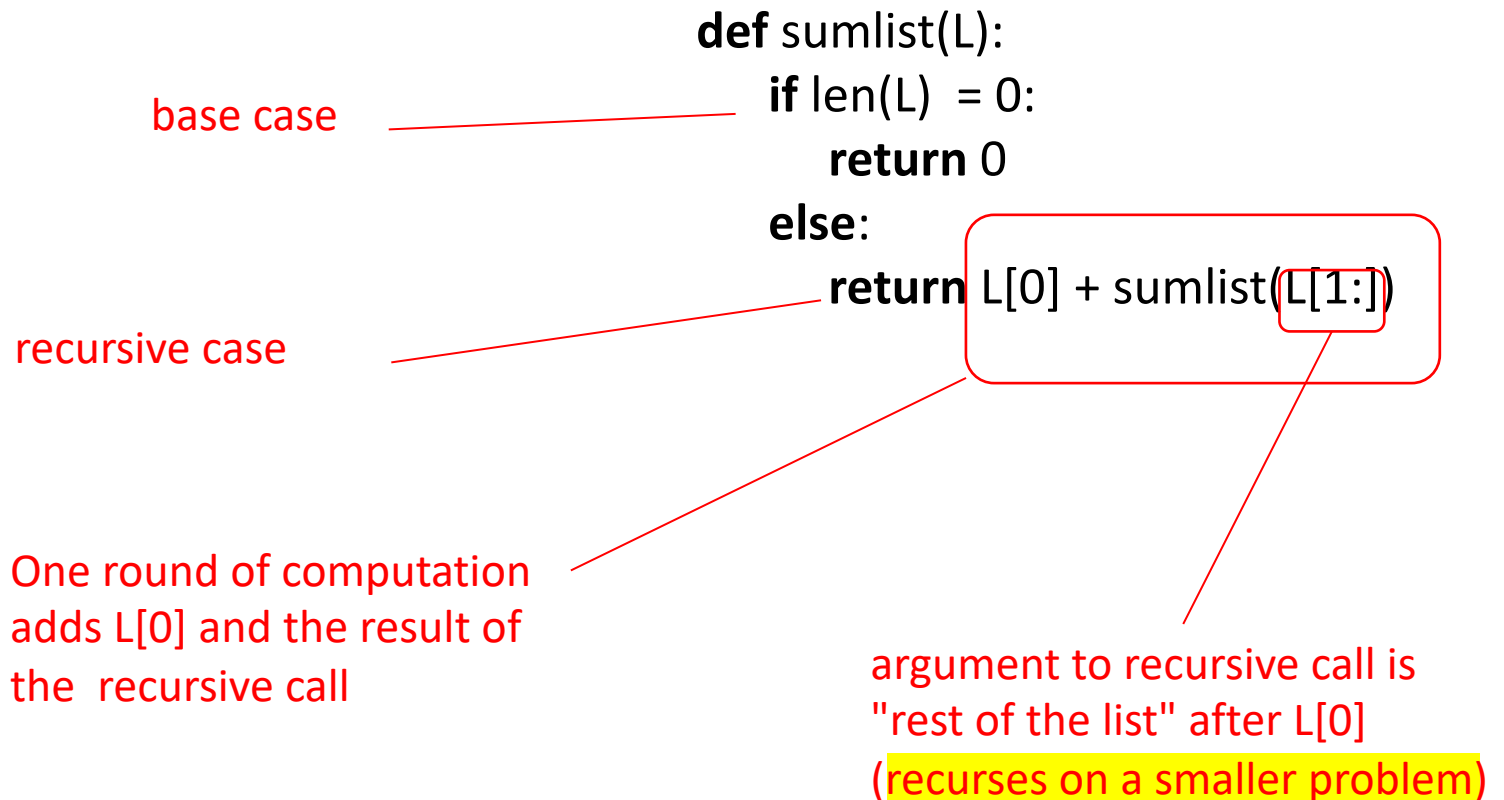 def sumlist(L):
if len(L)  = 0:
return 0
else:
return L[0] + sumlist(L[1:])
base case
recursive case
One round of computation
adds L[0] and the result of
the  recursive call
argument to recursive call is
"rest of the list" after L[0]
(recurses on a smaller problem)